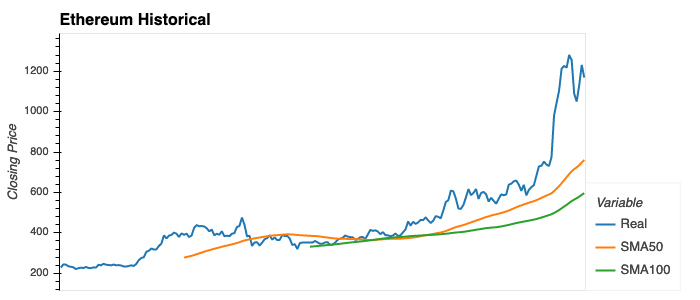 Ethereum Historical
Closing Price
1200
1000
800
600
400
200
Variable
Real
SMA50
SMA100